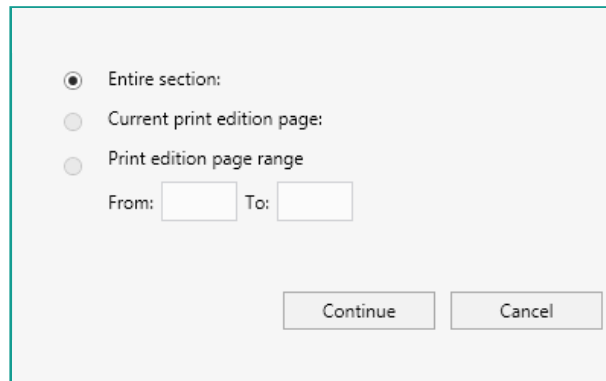 Entire section:
Current print edition page:
Print edition page range
From: To:
Continue Cancel